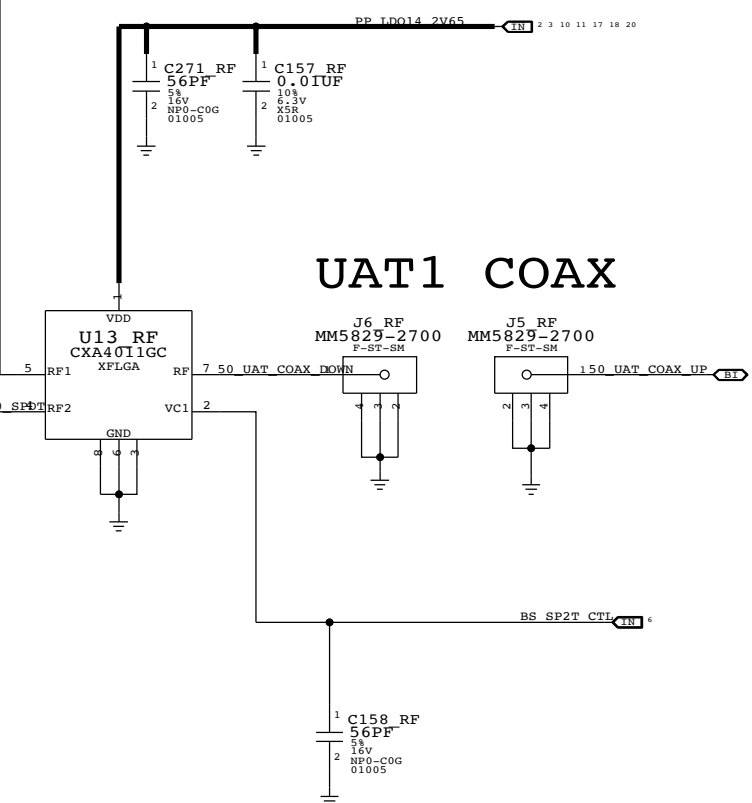 PP_LDO14_2V65
IN
2 3 10 11 17 18 20
1
C271_RF
56PF
5%
16V
NP0-C0G
01005
2
1
C157_RF
0.01UF
10%
6.3V
X5R
01005
2
UAT1 COAX
1
VDD
U13_RF
CXA4011GC
XFLGA
5
RF1
RF
7
50_UAT_COAX_DOWN
1
J6_RF
MM5829-2700
F-ST-SM
4
3
2
J5_RF
MM5829-2700
F-ST-SM
2
3
4
1
50_UAT_COAX_UP
BI
_SPDT
4
RF2
VC1
2
GND
8
6
3
BS_SP2T_CTL
IN
6
1
C158_RF
56PF
5%
16V
NP0-C0G
01005
2